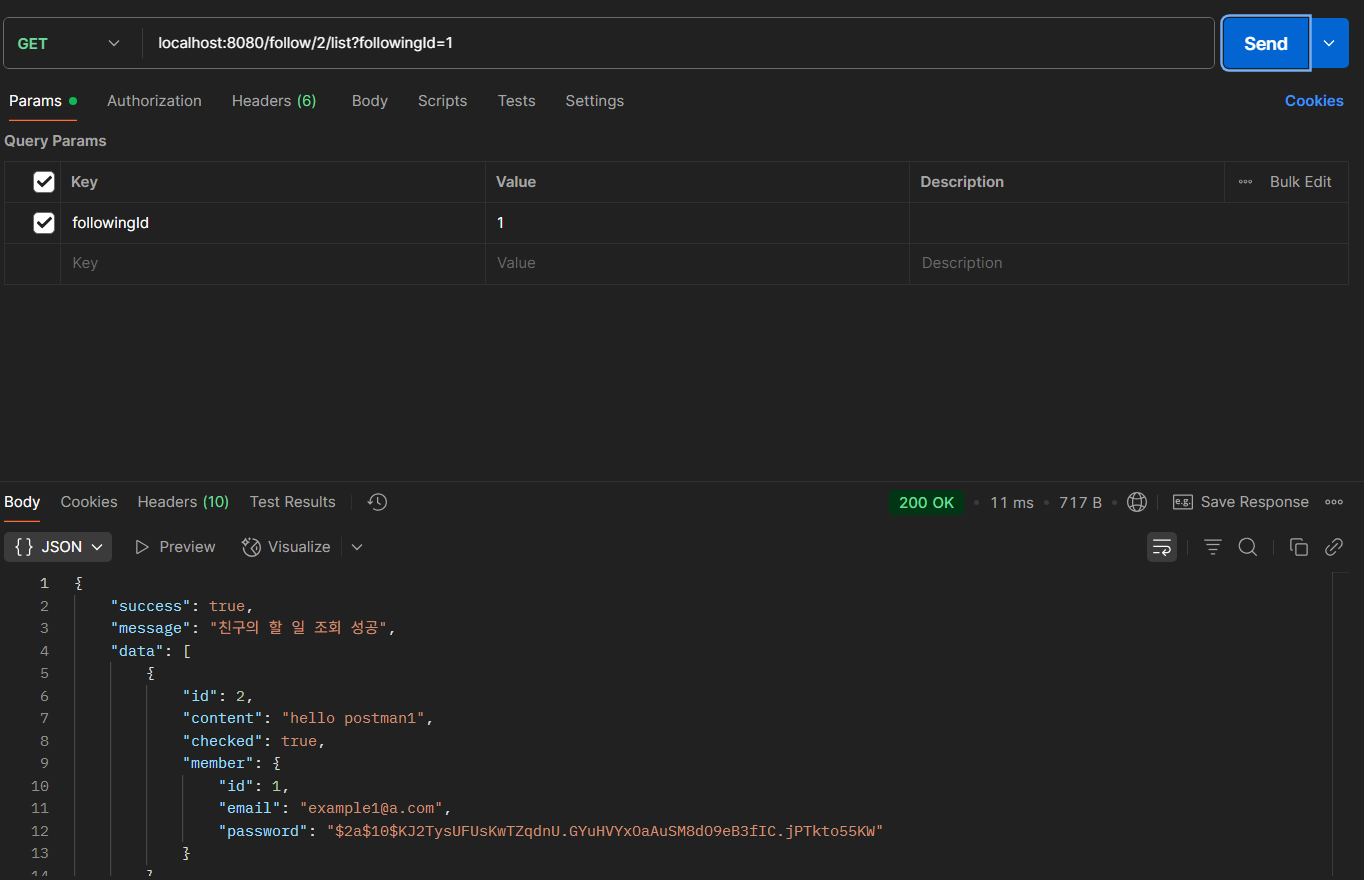 GET localhost:8080/follow/2/list?followingId=1 Send
Params Authorization Headers (6) Body Scripts Tests Settings Cookies
Query Params
Key Value Description Bulk Edit
followingId 1
Key Value Description
Body Cookies Headers (10) Test Results 200 OK 11 ms 717 B e.g. Save Response
{} JSON Preview Visualize
1 {
2 "success": true,
3 "message": "친구의 할 일 조회 성공",
4 "data": [
5 {
6 "id": 2,
7 "content": "hello postman1",
8 "checked": true,
9 "member": {
10 "id": 1,
11 "email": "example1@a.com",
12 "password": "$2a$10$KJ2TysUFUsKwTZqdnU.GYuHVYxOaAuSM8dO9eB3fIC.jPTkto55KW"
13 }
14 }